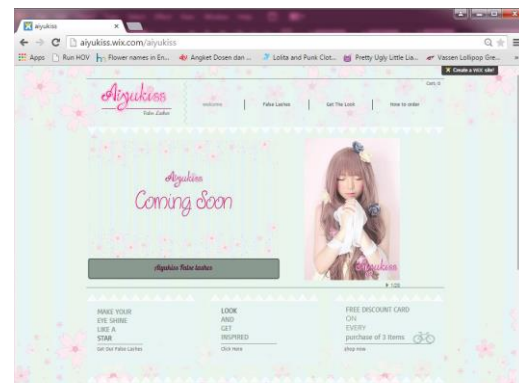 aiyukiss
aiyukiss.wix.com/aiyukiss
Apps Run HOV Flower names in En... Angket Dosen dan ... Lolita and Punk Clot... Pretty Ugly Little Lia... Vassen Lollipop Gre... »
Create a WIX site!
Aiyukiss
False Lashes
welcome | False Lashes | Get The Look | How to order
Aiyukiss
Coming Soon
Aiyukiss
Aiyukiss False lashes
MAKE YOUR
EYE SHINE
LIKE A
STAR
Get Our False Lashes
LOOK
AND
GET
INSPIRED
Click Here
FREE DISCOUNT CARD
ON
EVERY
purchase of 3 items
shop now